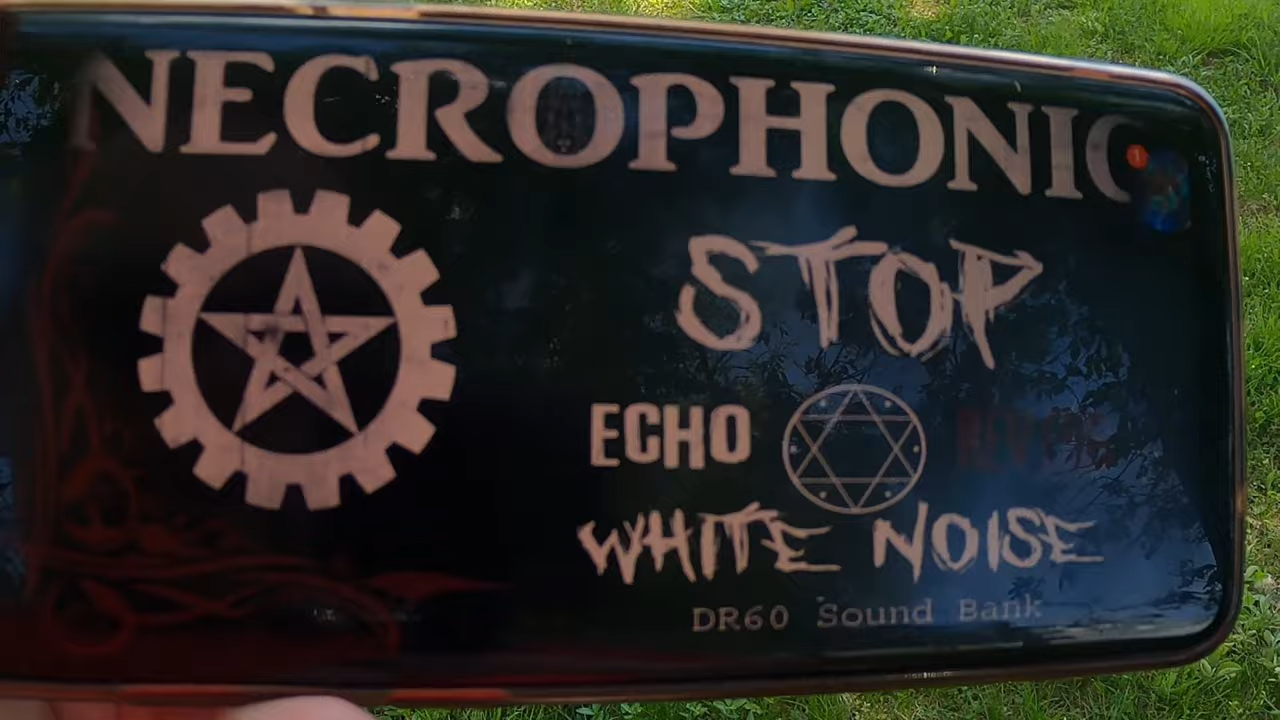 NECROPHONIC
STOP
ECHO
WHITE NOISE
DR60 Sound Bank